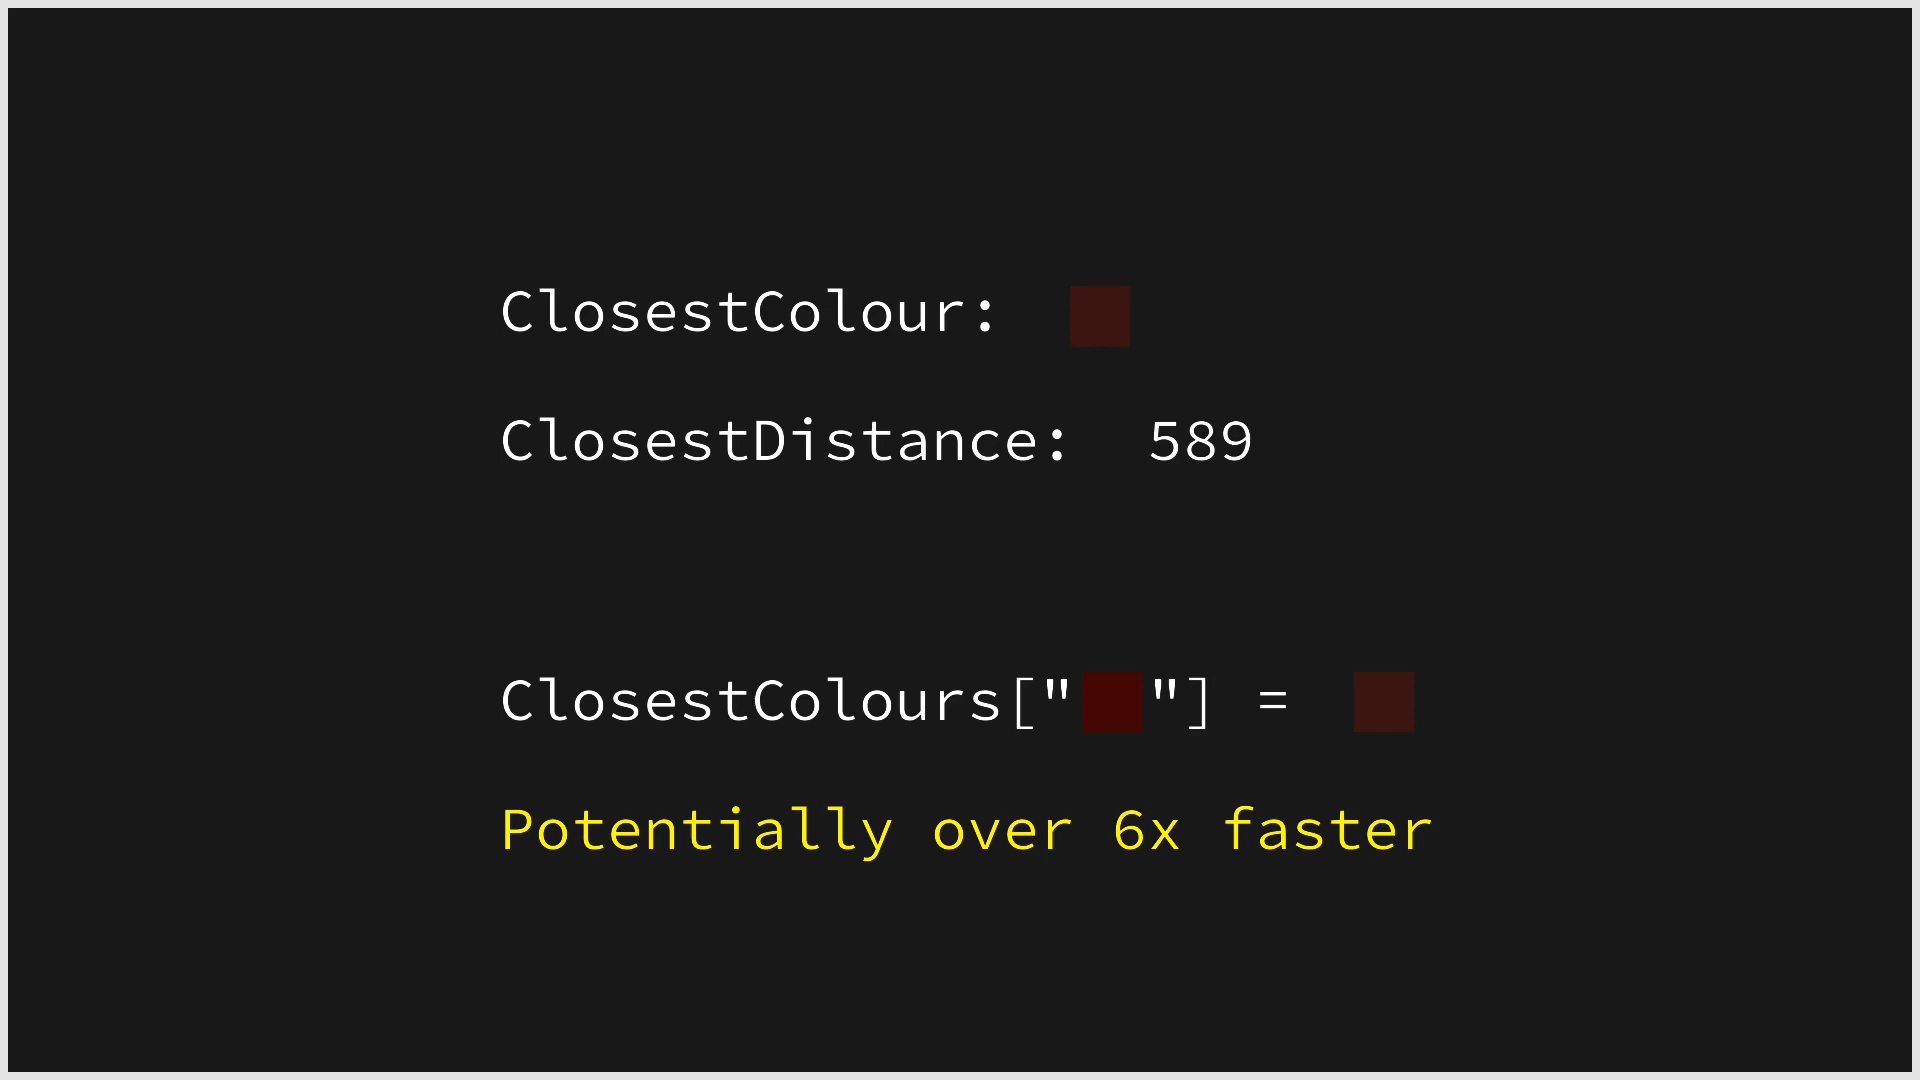 ClosestColour:
ClosestDistance: 589
ClosestColours[" "] =
Potentially over 6x faster